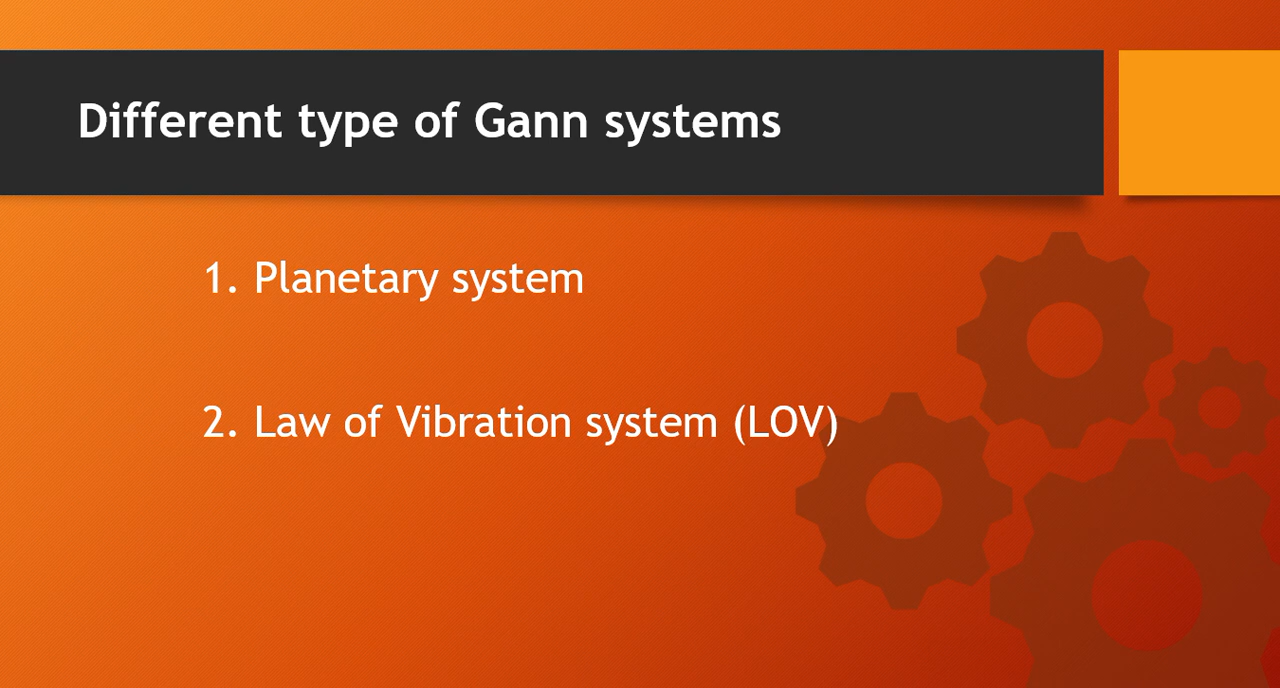 Different type of Gann systems
1. Planetary system
2. Law of Vibration system (LOV)